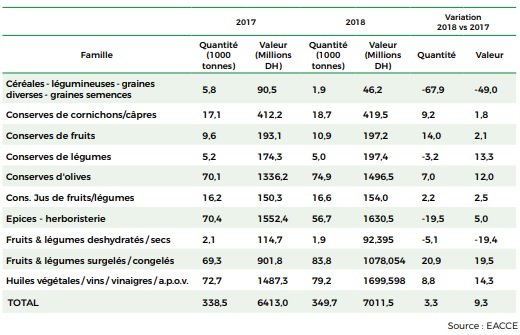 2017 2018 Variation
2018 vs 2017
Famille Quantité (1000 tonnes) Valeur (Millions DH) Quantité (1000 tonnes) Valeur (Millions DH) Quantité Valeur
Céréales - légumineuses - graines
diverses - graines semences 5,8 90,5 1,9 46,2 -67,9 -49,0
Conserves de cornichons/câpres 17,1 412,2 18,7 419,5 9,2 1,8
Conserves de fruits 9,6 193,1 10,9 197,2 14,0 2,1
Conserves de légumes 5,2 174,3 5,0 197,4 -3,2 13,3
Conserves d'olives 70,1 1336,2 74,9 1496,5 7,0 12,0
Cons. Jus de fruits/légumes 16,2 150,3 16,6 154,0 2,2 2,5
Epices - herboristerie 70,4 1552,4 56,7 1630,5 -19,5 5,0
Fruits & légumes deshydratés / secs 2,1 114,7 1,9 92,395 -5,1 -19,4
Fruits & légumes surgelés / congelés 69,3 901,8 83,8 1078,054 20,9 19,5
Huiles végétales / vins / vinaigres / a.p.o.v. 72,7 1487,3 79,2 1699,598 8,8 14,3
TOTAL 338,5 6413,0 349,7 7011,5 3,3 9,3
Source : EACCE